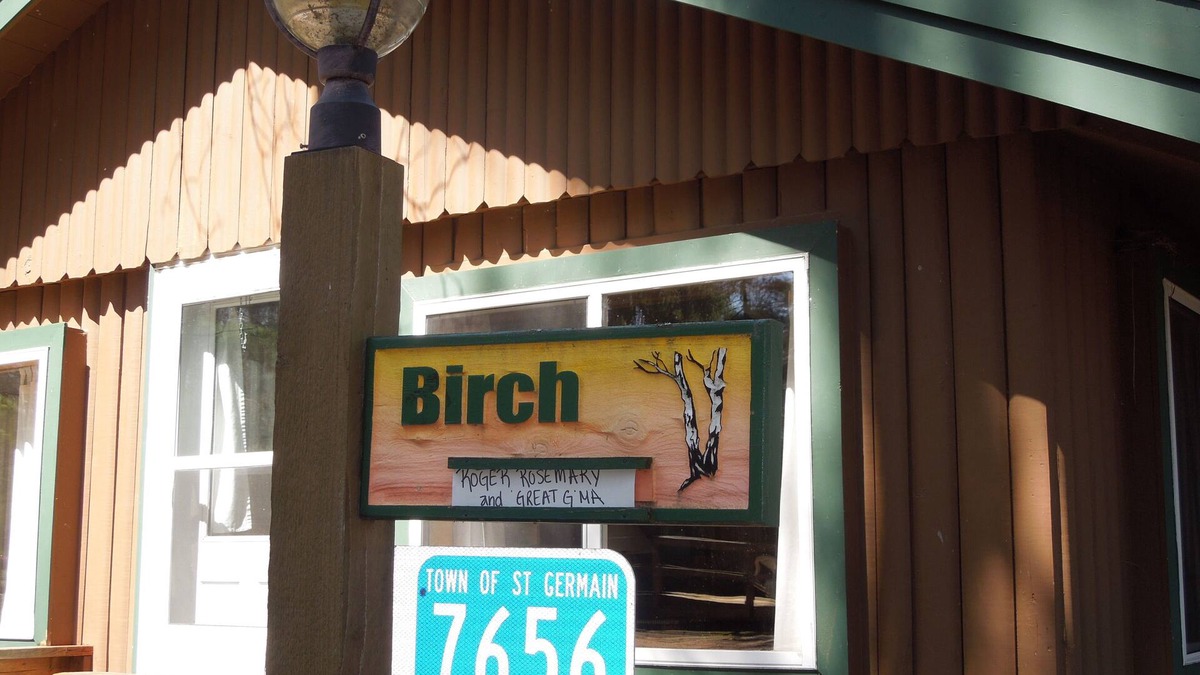 Birch
ROGER ROSEMARY
and GREAT G'MA
TOWN OF ST GERMAIN
7656